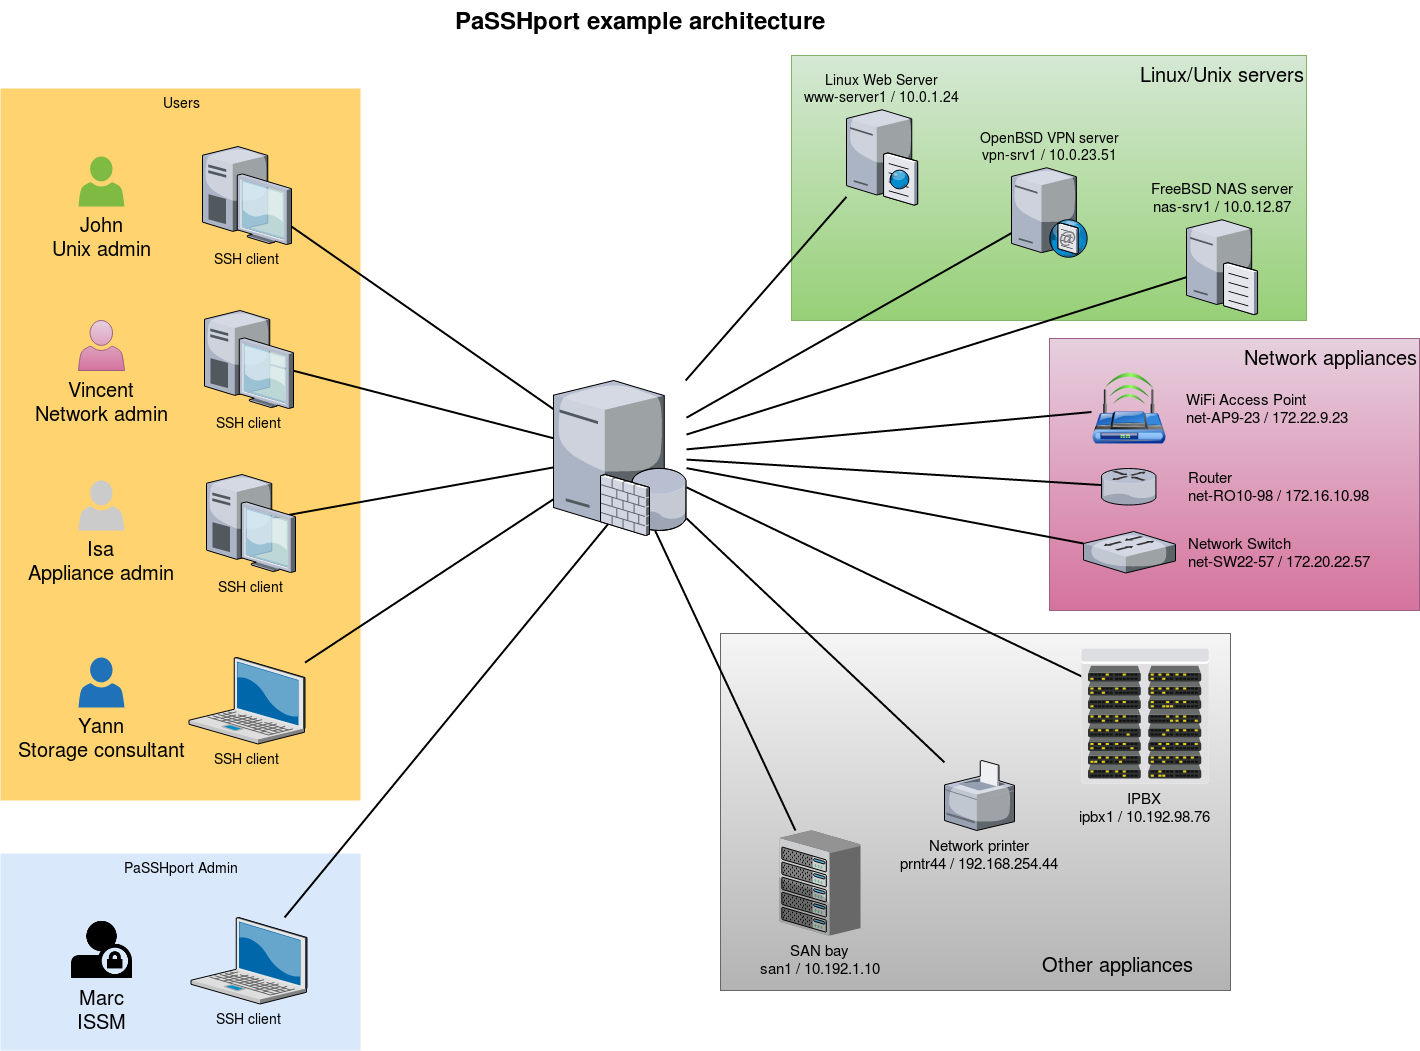 PaSSHport example architecture
Users
John
Unix admin
SSH client
Vincent
Network admin
SSH client
Isa
Appliance admin
SSH client
Yann
Storage consultant
SSH client
PaSSHport Admin
Marc
ISSM
SSH client
Linux/Unix servers
Linux Web Server
www-server1 / 10.0.1.24
OpenBSD VPN server
vpn-srv1 / 10.0.23.51
@
FreeBSD NAS server
nas-srv1 / 10.0.12.87
Network appliances
WiFi Access Point
net-AP9-23 / 172.22.9.23
Router
net-RO10-98 / 172.16.10.98
Network Switch
net-SW22-57 / 172.20.22.57
IPBX
ipbx1 / 10.192.98.76
Network printer
prntr44 / 192.168.254.44
SAN bay
san1 / 10.192.1.10
Other appliances